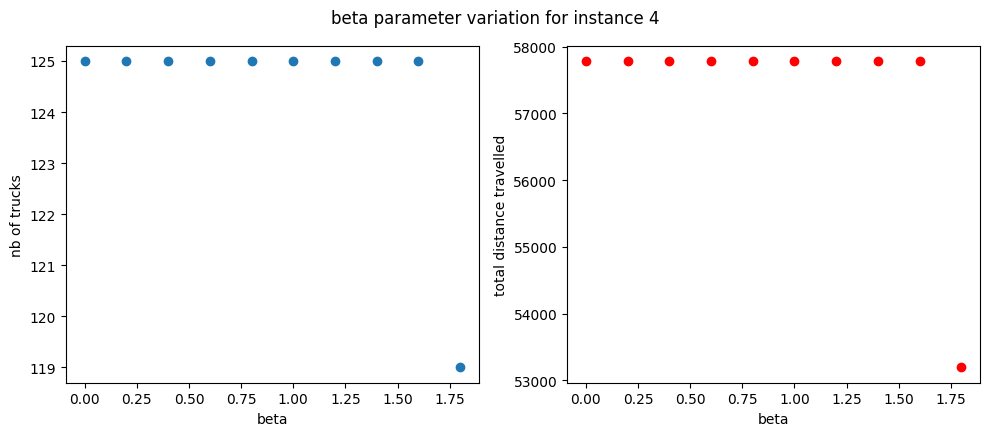 beta parameter variation for instance 4
nb of trucks
125
124
123
122
121
120
119
0.00 0.25 0.50 0.75 1.00 1.25 1.50 1.75
beta
total distance travelled
58000
57000
56000
55000
54000
53000
0.00 0.25 0.50 0.75 1.00 1.25 1.50 1.75
beta